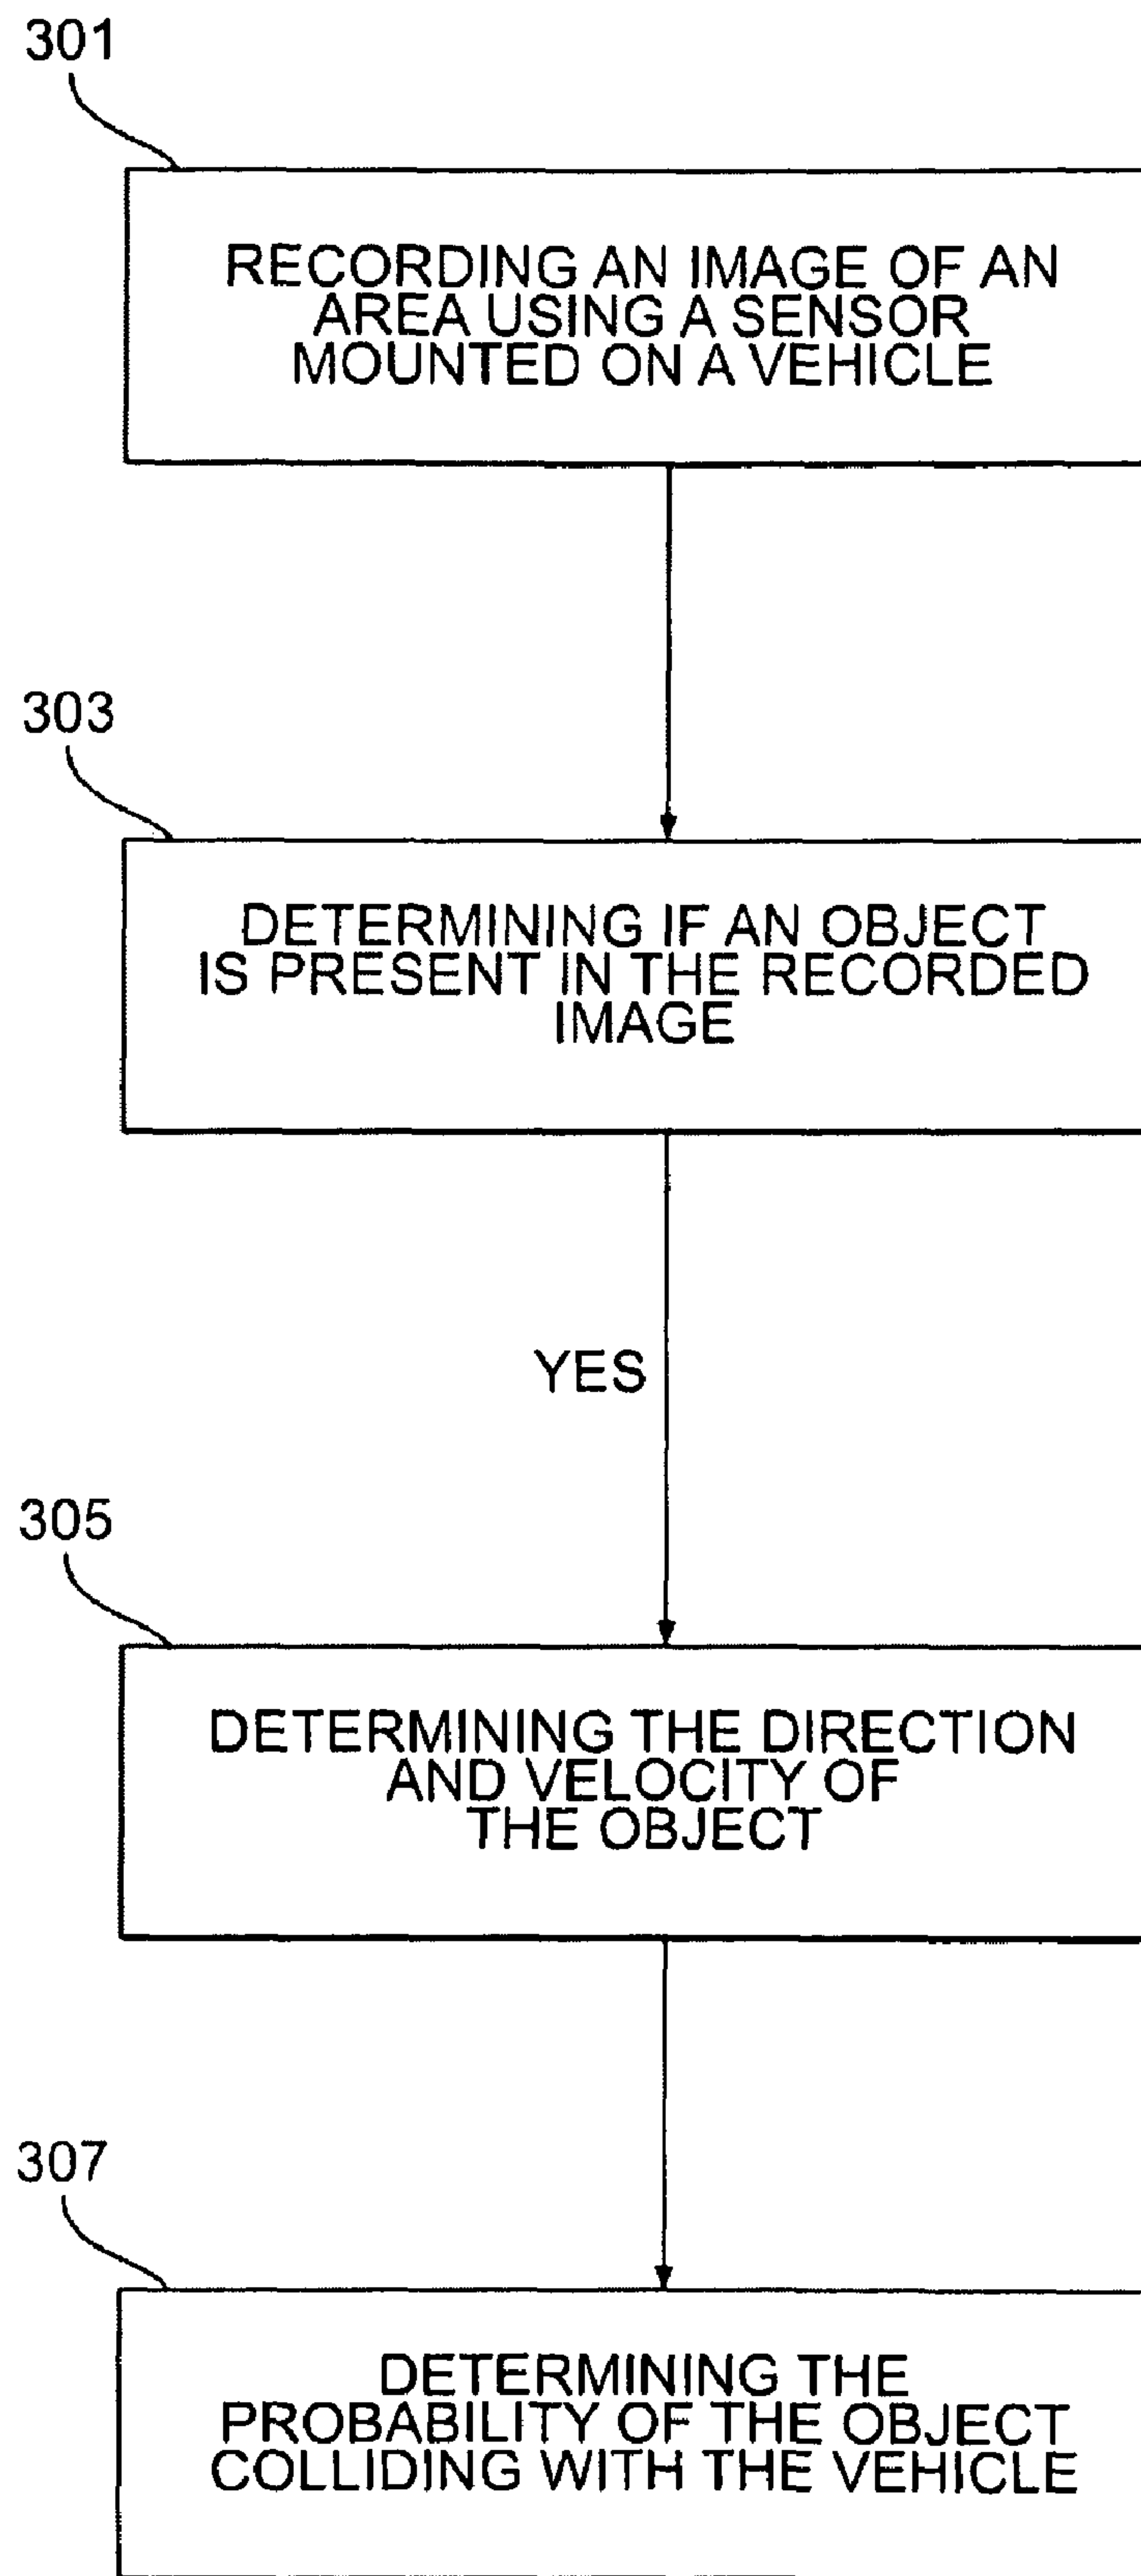 301
RECORDING AN IMAGE OF AN
AREA USING A SENSOR
MOUNTED ON A VEHICLE
303
DETERMINING IF AN OBJECT
IS PRESENT IN THE RECORDED
IMAGE
YES
305
DETERMINING THE DIRECTION
AND VELOCITY OF
THE OBJECT
307
DETERMINING THE
PROBABILITY OF THE OBJECT
COLLIDING WITH THE VEHICLE